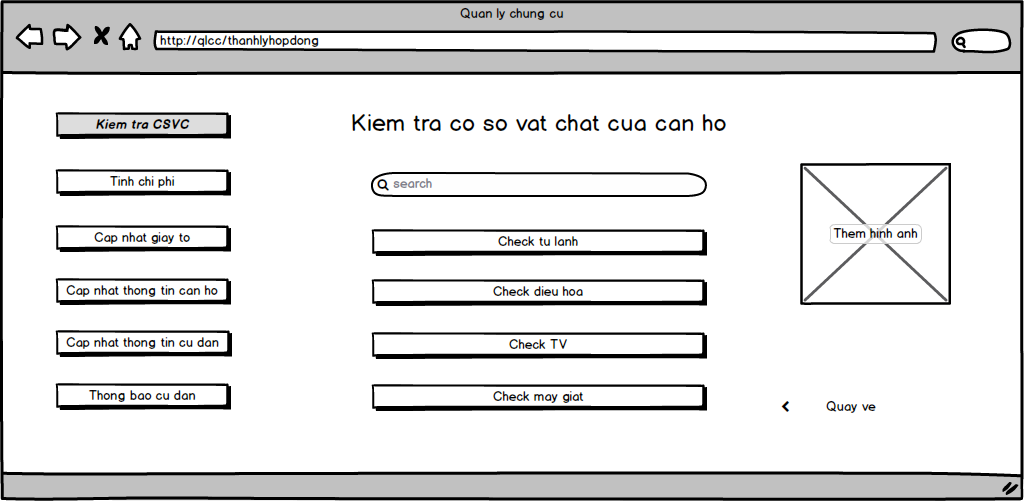 Quan ly chung cu
http://qlcc/thanhlyhopdong
Kiem tra CSVC
Tinh chi phi
Cap nhat giay to
Cap nhat thong tin can ho
Cap nhat thong tin cu dan
Thong bao cu dan
Kiem tra co so vat chat cua can ho
search
Check tu lanh
Check dieu hoa
Check TV
Check may giat
Them hinh anh
Quay ve